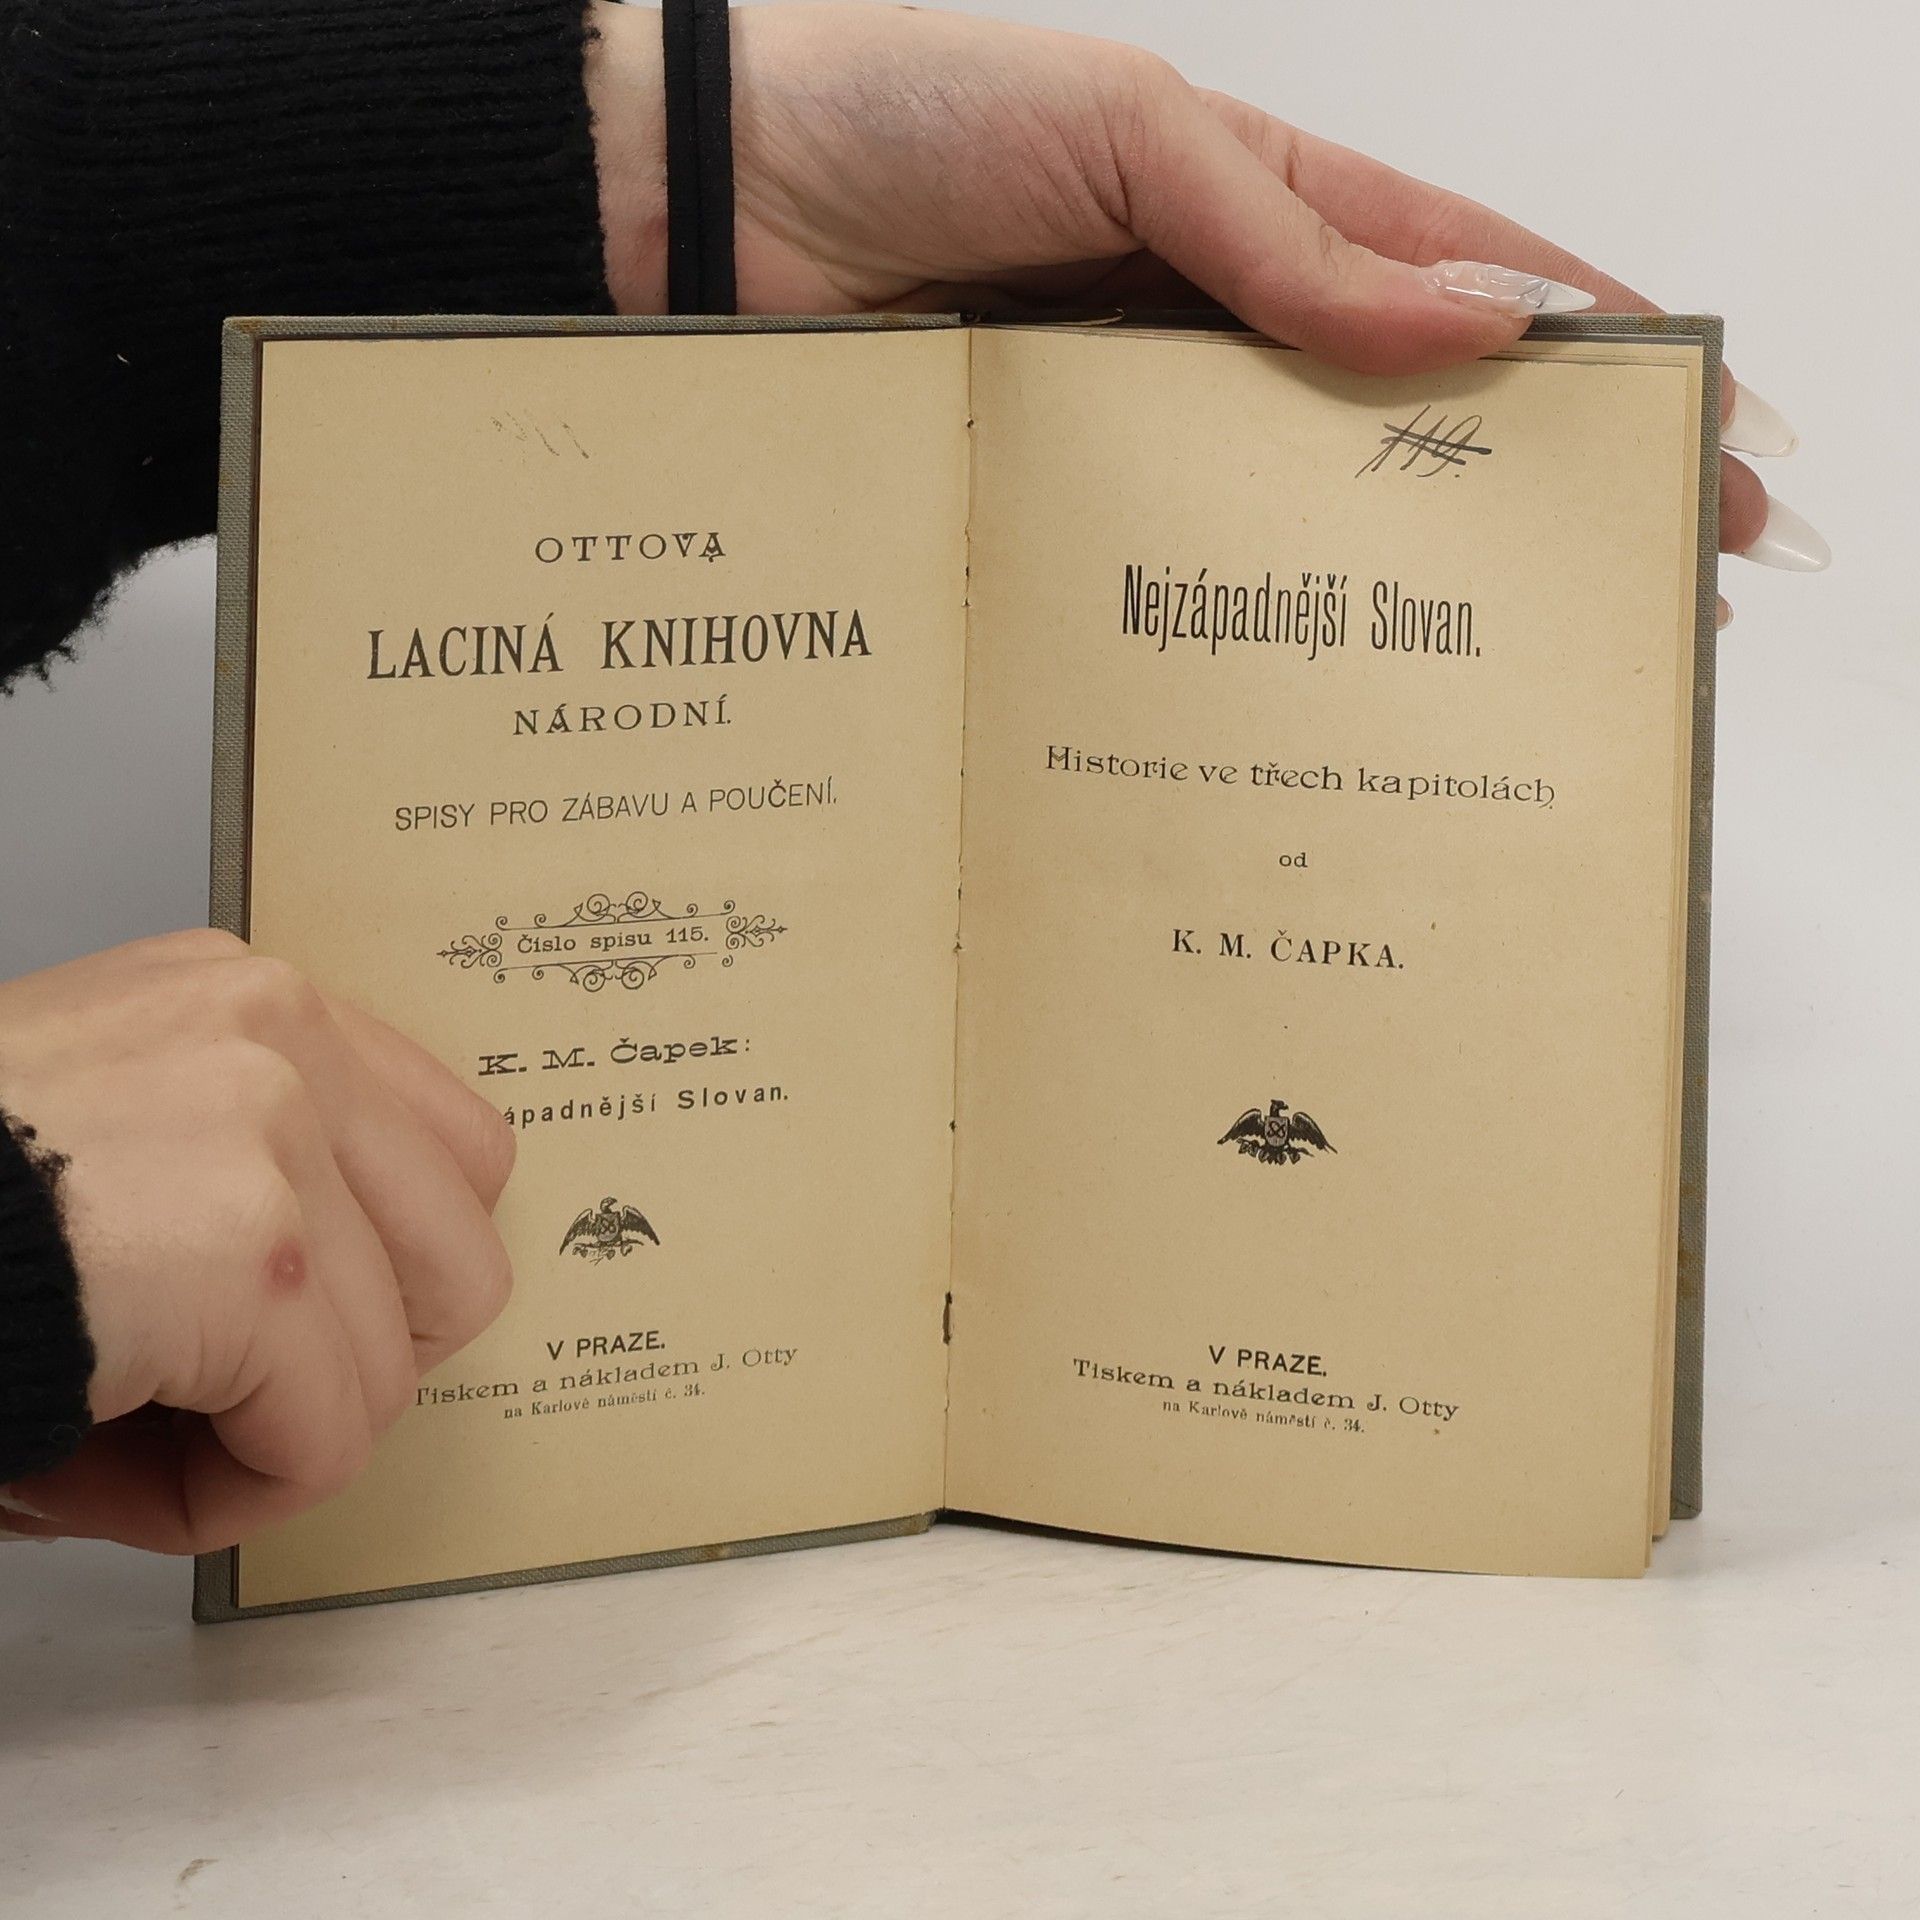 OTTOVA
LACINÁ KNIHOVNA
NÁRODNÍ.
SPISY PRO ZÁBAVU A POUČENÍ.
Číslo spisu 115.
K. M. Čapek:
ápadnější Slovan.
V PRAZE.
Tiskem a nákladem J. Otty
na Karlově náměstí č. 34.
119.
Nejzápadnější Slovan.
Historie ve třech kapitolách
od
K. M. ČAPKA.
V PRAZE.
Tiskem a nákladem J. Otty
na Karlově náměstí č. 34.